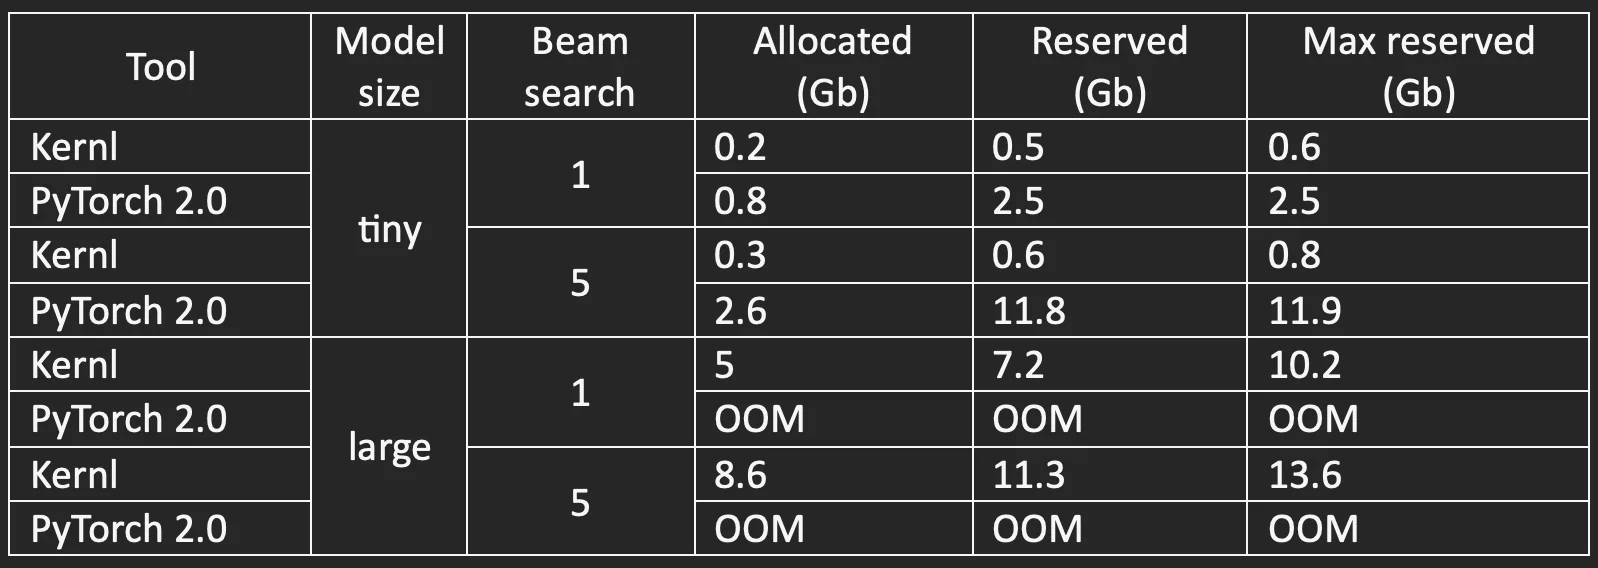 Tool Model size Beam search Allocated (Gb) Reserved (Gb) Max reserved (Gb)
Kernl tiny 1 0.2 0.5 0.6
PyTorch 2.0 0.8 2.5 2.5
Kernl 5 0.3 0.6 0.8
PyTorch 2.0 2.6 11.8 11.9
Kernl large 1 5 7.2 10.2
PyTorch 2.0 OOM OOM OOM
Kernl 5 8.6 11.3 13.6
PyTorch 2.0 OOM OOM OOM